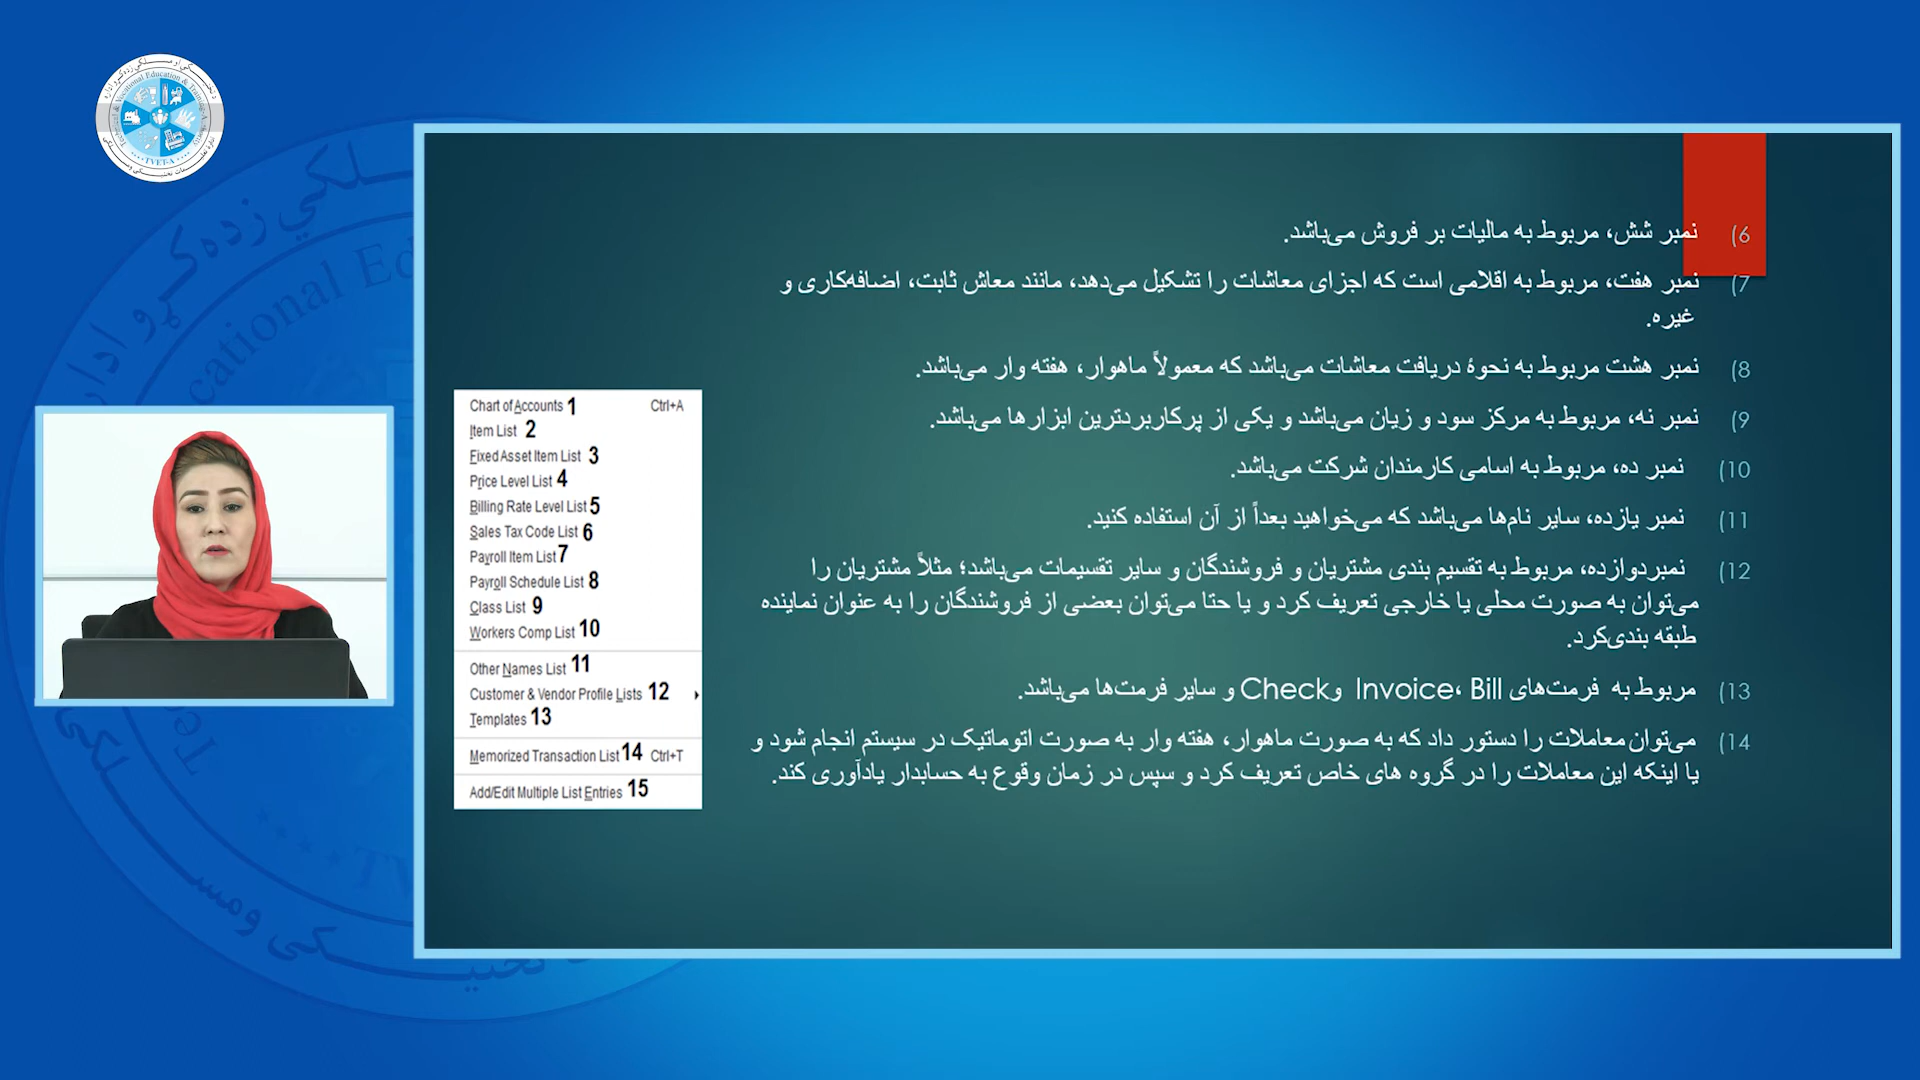 Technical & Vocational Education & Training
TVET-A
6) نمبر شش، مربوط به مالیات بر فروش می‌باشد.
7) نمبر هفت، مربوط به اقلامی است که اجزای معاشات را تشکیل می‌دهد، مانند معاش ثابت، اضافه‌کاری و
غیره.
8) نمبر هشت مربوط به نحوۀ دریافت معاشات می‌باشد که معمولاً ماهوار، هفته وار می‌باشد.
9) نمبر نه، مربوط به مرکز سود و زیان می‌باشد و یکی از پرکاربردترین ابزارها می‌باشد.
10) نمبر ده، مربوط به اسامی کارمندان شرکت می‌باشد.
11) نمبر یازده، سایر نام‌ها می‌باشد که می‌خواهید بعداً از آن استفاده کنید.
12) نمبردوازده، مربوط به تقسیم بندی مشتریان و فروشندگان و سایر تقسیمات می‌باشد؛ مثلاً مشتریان را
می‌توان به صورت محلی یا خارجی تعریف کرد و یا حتا می‌توان بعضی از فروشندگان را به عنوان نماینده
طبقه بندی‌کرد.
13) مربوط به فرمت‌های Invoice، Bill وCheck و سایر فرمت‌ها می‌باشد.
14) می‌توان معاملات را دستور داد که به صورت ماهوار، هفته وار به صورت اتوماتیک در سیستم انجام شود و
یا اینکه این معاملات را در گروه های خاص تعریف کرد و سپس در زمان وقوع به حسابدار یادآوری کند.
Chart of Accounts 1 Ctrl+A
Item List 2
Fixed Asset Item List 3
Price Level List 4
Billing Rate Level List 5
Sales Tax Code List 6
Payroll Item List 7
Payroll Schedule List 8
Class List 9
Workers Comp List 10
Other Names List 11
Customer & Vendor Profile Lists 12
Templates 13
Memorized Transaction List 14 Ctrl+T
Add/Edit Multiple List Entries 15